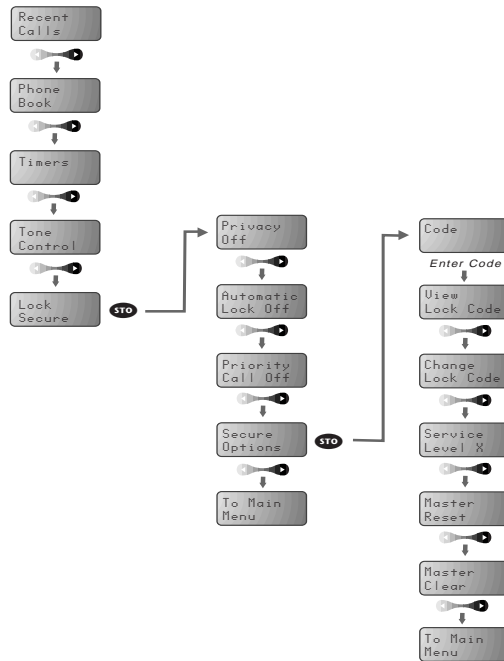 Recent
Calls
Phone
Book
Timers
Tone
Control
Lock
Secure
STO
Privacy
Off
Automatic
Lock Off
Priority
Call Off
Secure
Options
STO
To Main
Menu
Code
Enter Code
View
Lock Code
Change
Lock Code
Service
Level X
Master
Reset
Master
Clear
To Main
Menu